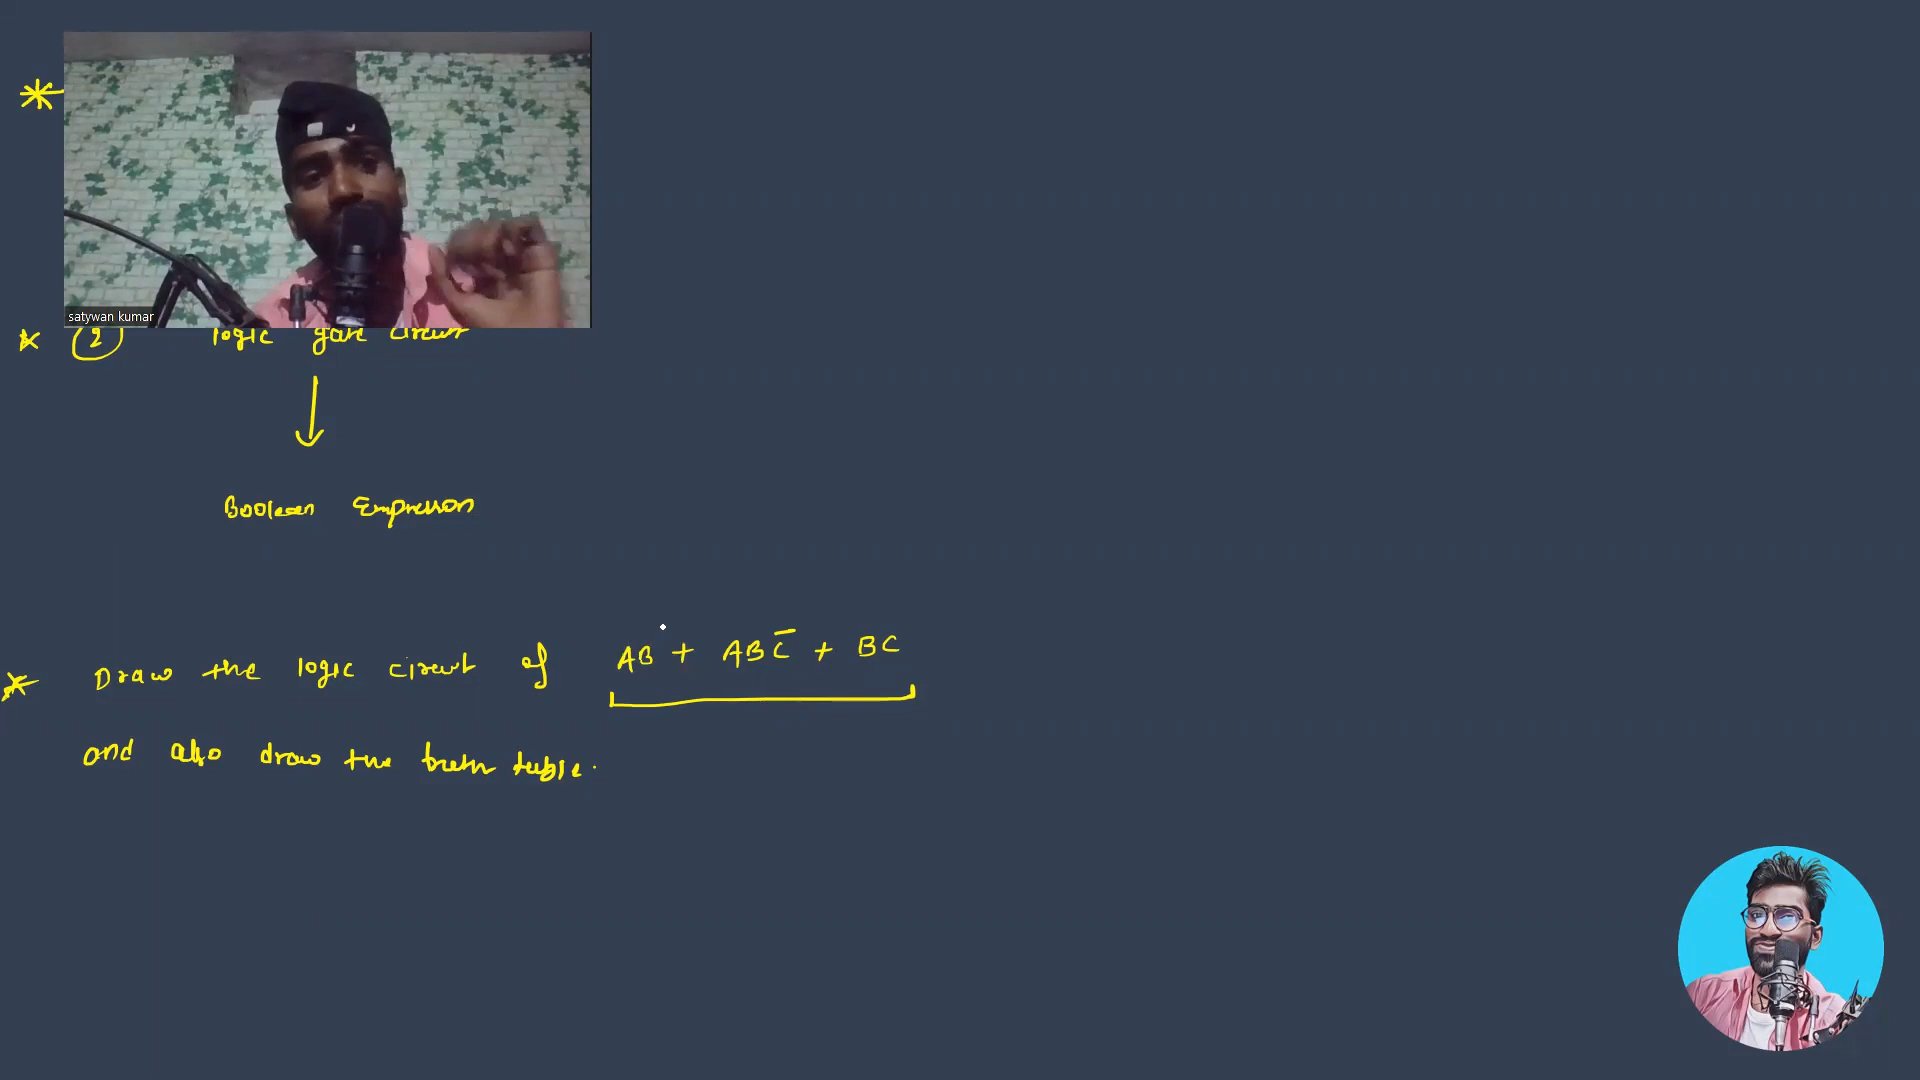 satywan kumar
* ② logic gate circuit
Boolean Expression
* Draw the logic circuit of AB + ABC̅ + BC
and also draw the truth table.